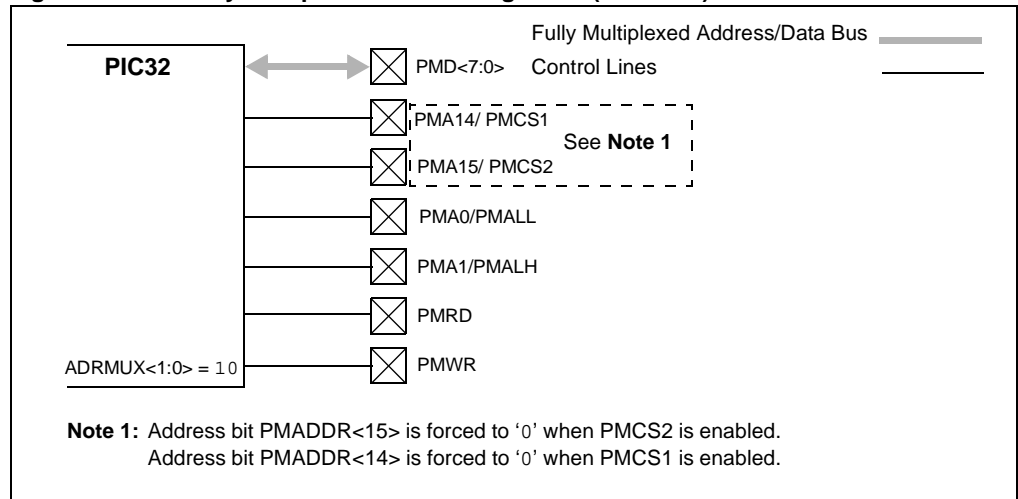 Fully Multiplexed Address/Data Bus
PIC32
PMD<7:0>
Control Lines
PMA14/ PMCS1
See Note 1
PMA15/ PMCS2
PMA0/PMALL
PMA1/PMALH
PMRD
ADRMUX<1:0> = 10
PMWR
Note 1: Address bit PMADDR<15> is forced to ‘0’ when PMCS2 is enabled.
Address bit PMADDR<14> is forced to ‘0’ when PMCS1 is enabled.